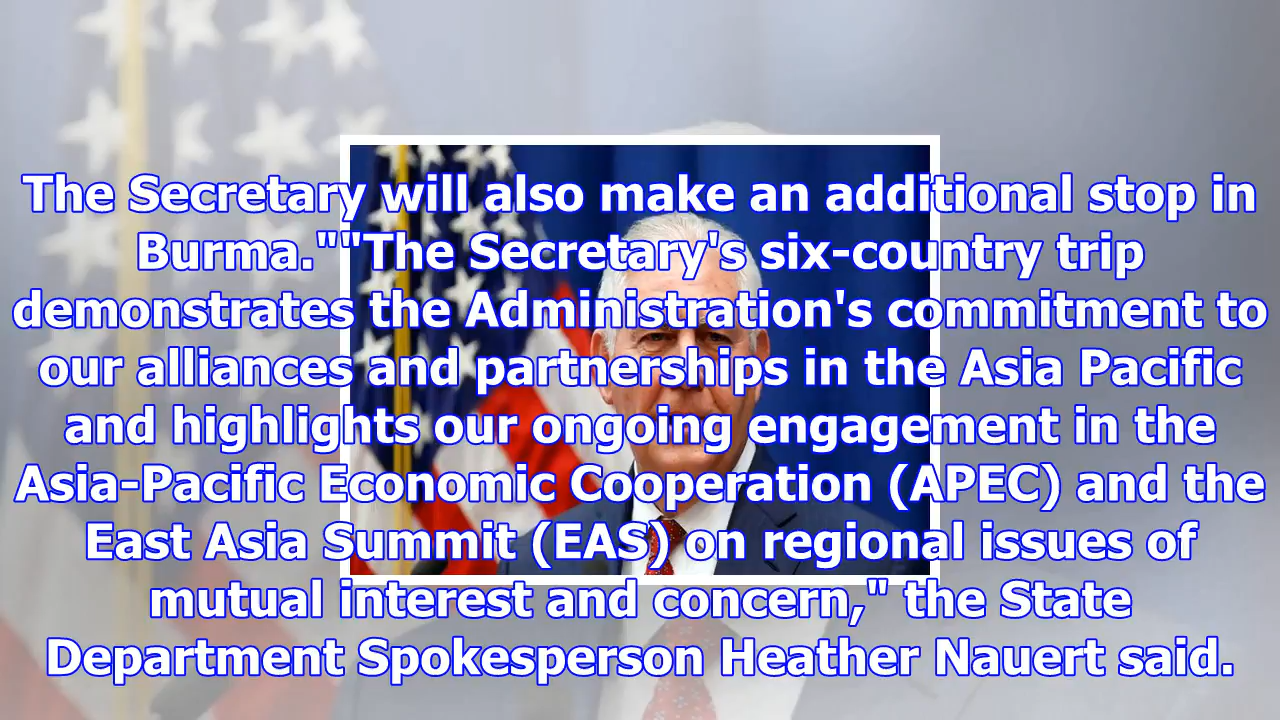 The Secretary will also make an additional stop in
Burma.""The Secretary's six-country trip
demonstrates the Administration's commitment to
our alliances and partnerships in the Asia Pacific
and highlights our ongoing engagement in the
Asia-Pacific Economic Cooperation (APEC) and the
East Asia Summit (EAS) on regional issues of
mutual interest and concern," the State
Department Spokesperson Heather Nauert said.